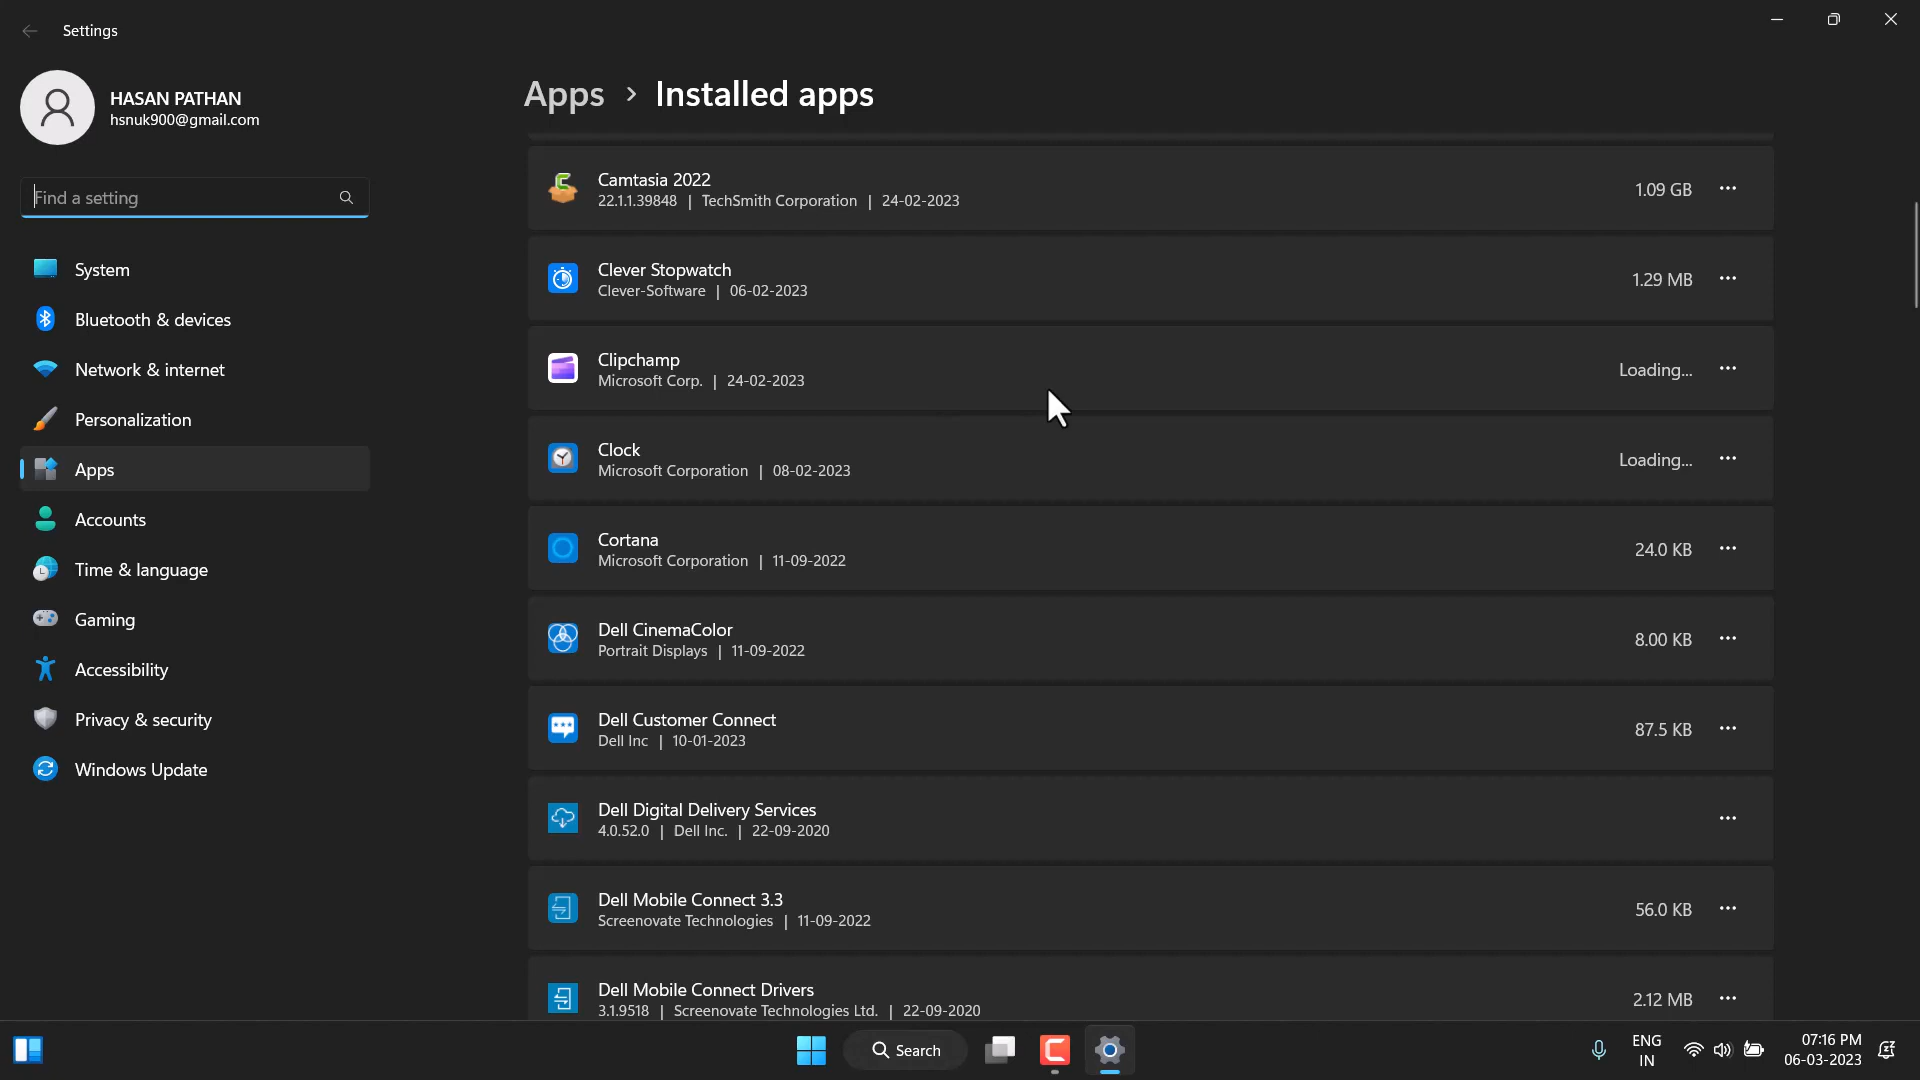 Settings
HASAN PATHAN
hsnuk900@gmail.com
Find a setting
System
Bluetooth & devices
Network & internet
Personalization
Apps
Accounts
Time & language
Gaming
Accessibility
Privacy & security
Windows Update
Apps > Installed apps
Camtasia 2022
22.1.1.39848 | TechSmith Corporation | 24-02-2023
1.09 GB
Clever Stopwatch
Clever-Software | 06-02-2023
1.29 MB
Clipchamp
Microsoft Corp. | 24-02-2023
Loading...
Clock
Microsoft Corporation | 08-02-2023
Loading...
Cortana
Microsoft Corporation | 11-09-2022
24.0 KB
Dell CinemaColor
Portrait Displays | 11-09-2022
8.00 KB
Dell Customer Connect
Dell Inc | 10-01-2023
87.5 KB
Dell Digital Delivery Services
4.0.52.0 | Dell Inc. | 22-09-2020
Dell Mobile Connect 3.3
Screenovate Technologies | 11-09-2022
56.0 KB
Dell Mobile Connect Drivers
3.1.9518 | Screenovate Technologies Ltd. | 22-09-2020
2.12 MB
Search
ENG
IN
07:16 PM
06-03-2023